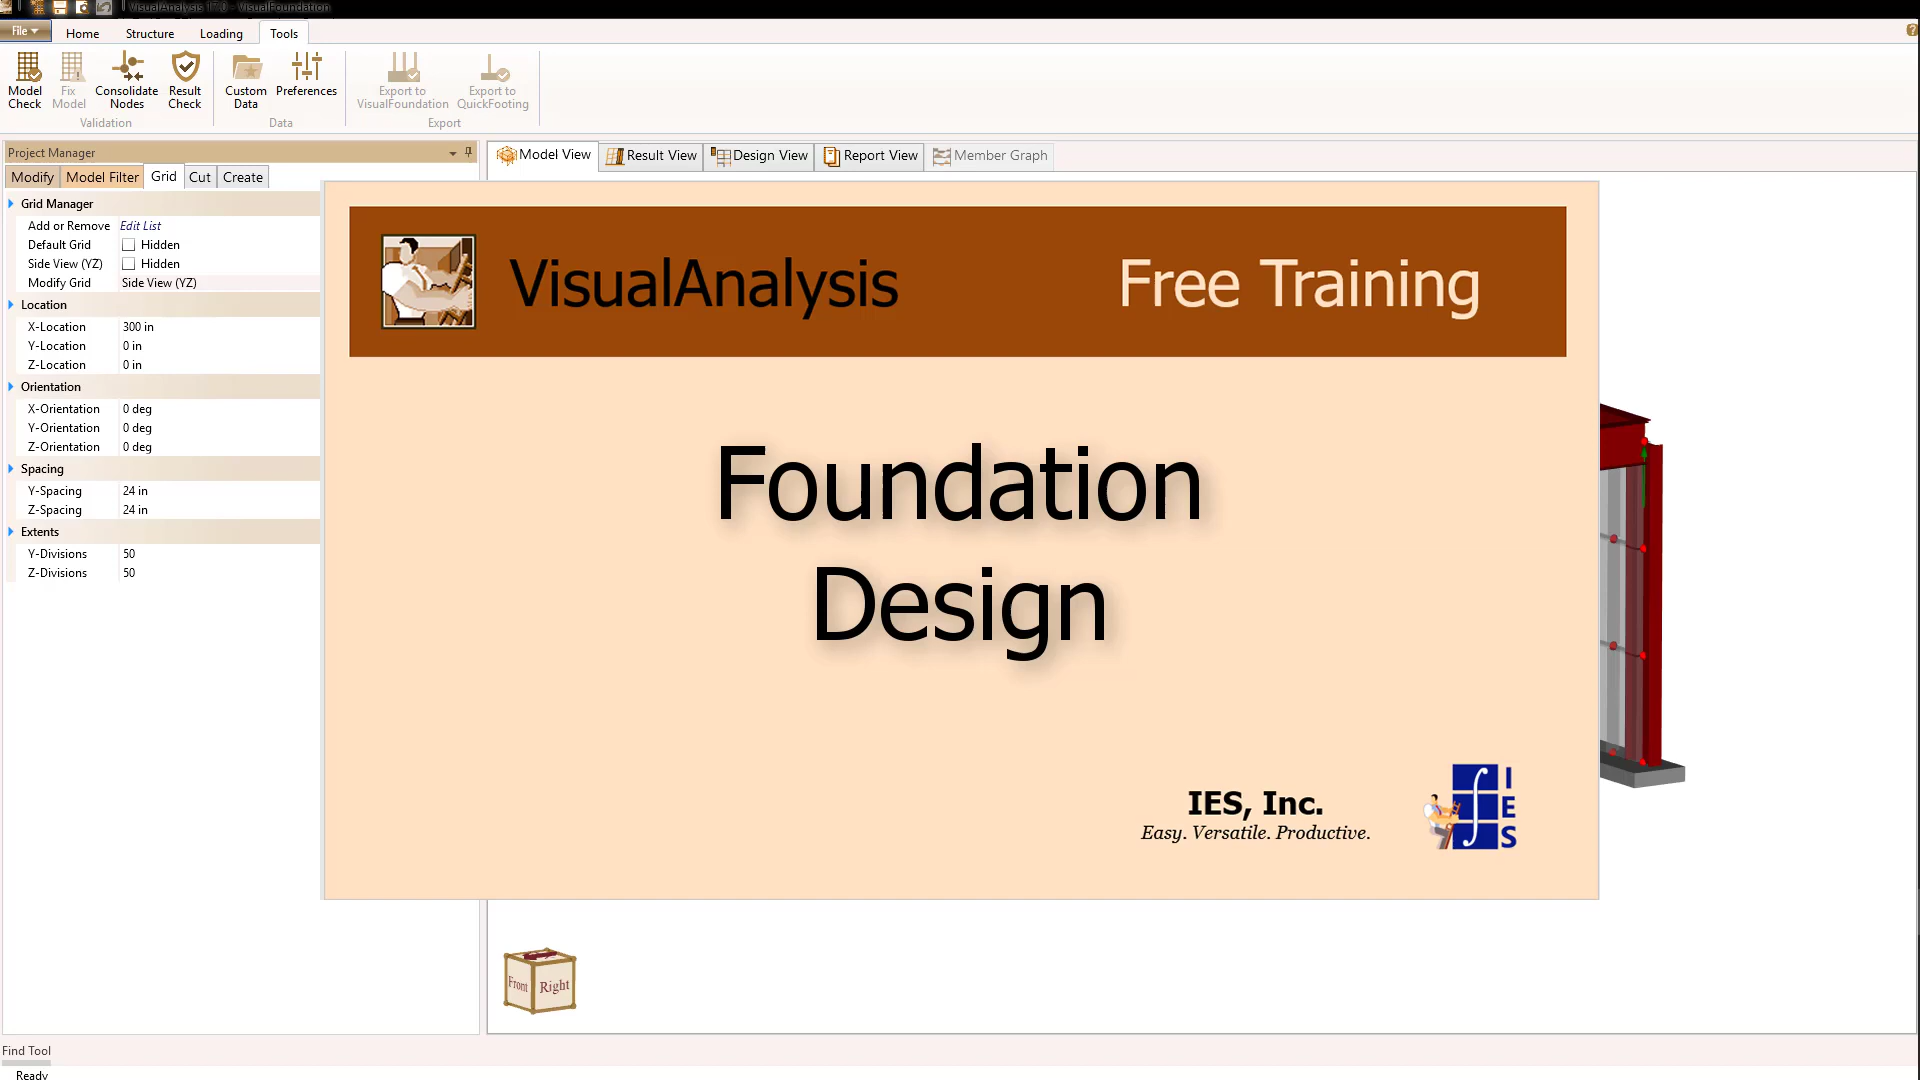 VisualAnalysis 17.0 - VisualFoundation
File
Home
Structure
Loading
Tools
Model Check
Fix Model
Consolidate Nodes
Result Check
Custom Data
Preferences
Export to VisualFoundation
Export to QuickFooting
Validation
Data
Export
Project Manager
Model View
Result View
Design View
Report View
Member Graph
Modify
Model Filter
Grid
Cut
Create
Grid Manager
Add or Remove Edit List
Default Grid Hidden
Side View (YZ) Hidden
Modify Grid Side View (YZ)
Location
X-Location 300 in
Y-Location 0 in
Z-Location 0 in
Orientation
X-Orientation 0 deg
Y-Orientation 0 deg
Z-Orientation 0 deg
Spacing
Y-Spacing 24 in
Z-Spacing 24 in
Extents
Y-Divisions 50
Z-Divisions 50
VisualAnalysis
Free Training
Foundation
Design
IES, Inc.
Easy. Versatile. Productive.
IES
Front
Right
Find Tool
Ready